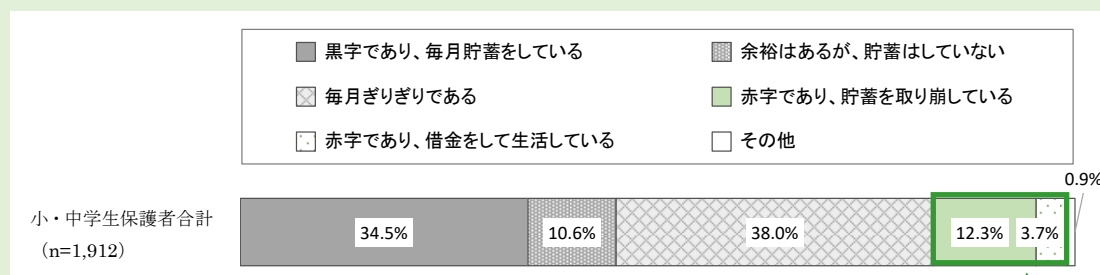 黒字であり、毎月貯蓄をしている
余裕はあるが、貯蓄はしていない
毎月ぎりぎりである
赤字であり、貯蓄を取り崩している
赤字であり、借金をして生活している
その他
0.9%
小・中学生保護者合計
(n=1,912)
34.5%
10.6%
38.0%
12.3%
3.7%